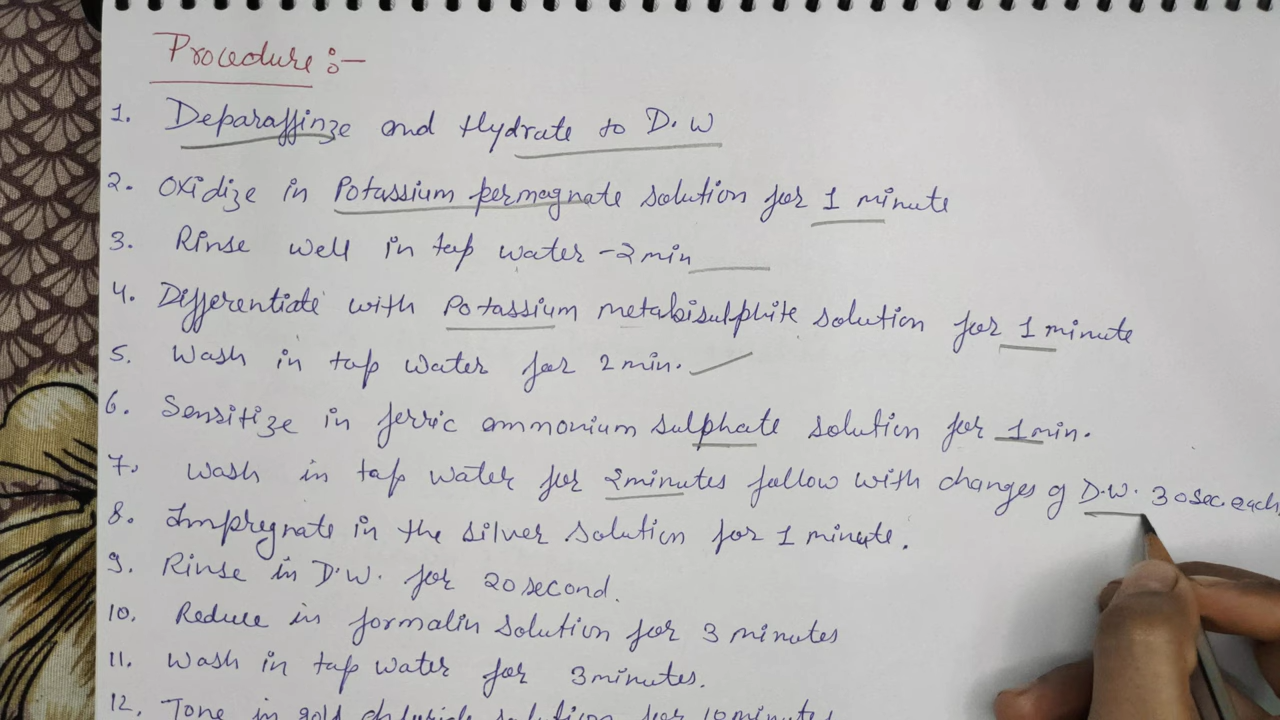 Procedure :-
1. Deparaffinze and Hydrate to D.W
2. Oxidize in Potassium permagnate solution for 1 minute
3. Rinse well in tap water - 2 min
4. Differentiate with Potassium metabisulphite solution for 1 minute
5. Wash in tap water for 2 min.
6. Sensitize in ferric ammonium sulphate solution for 1 min.
7. Wash in tap water for 2 minutes follow with changes of D.W. 30 sec. each.
8. Impregnate in the silver solution for 1 minute.
9. Rinse in D.W. for 20 second.
10. Reduce in formalin solution for 3 minutes
11. Wash in tap water for 3 minutes.
12. Tone in gold chloride solution for 10 minutes